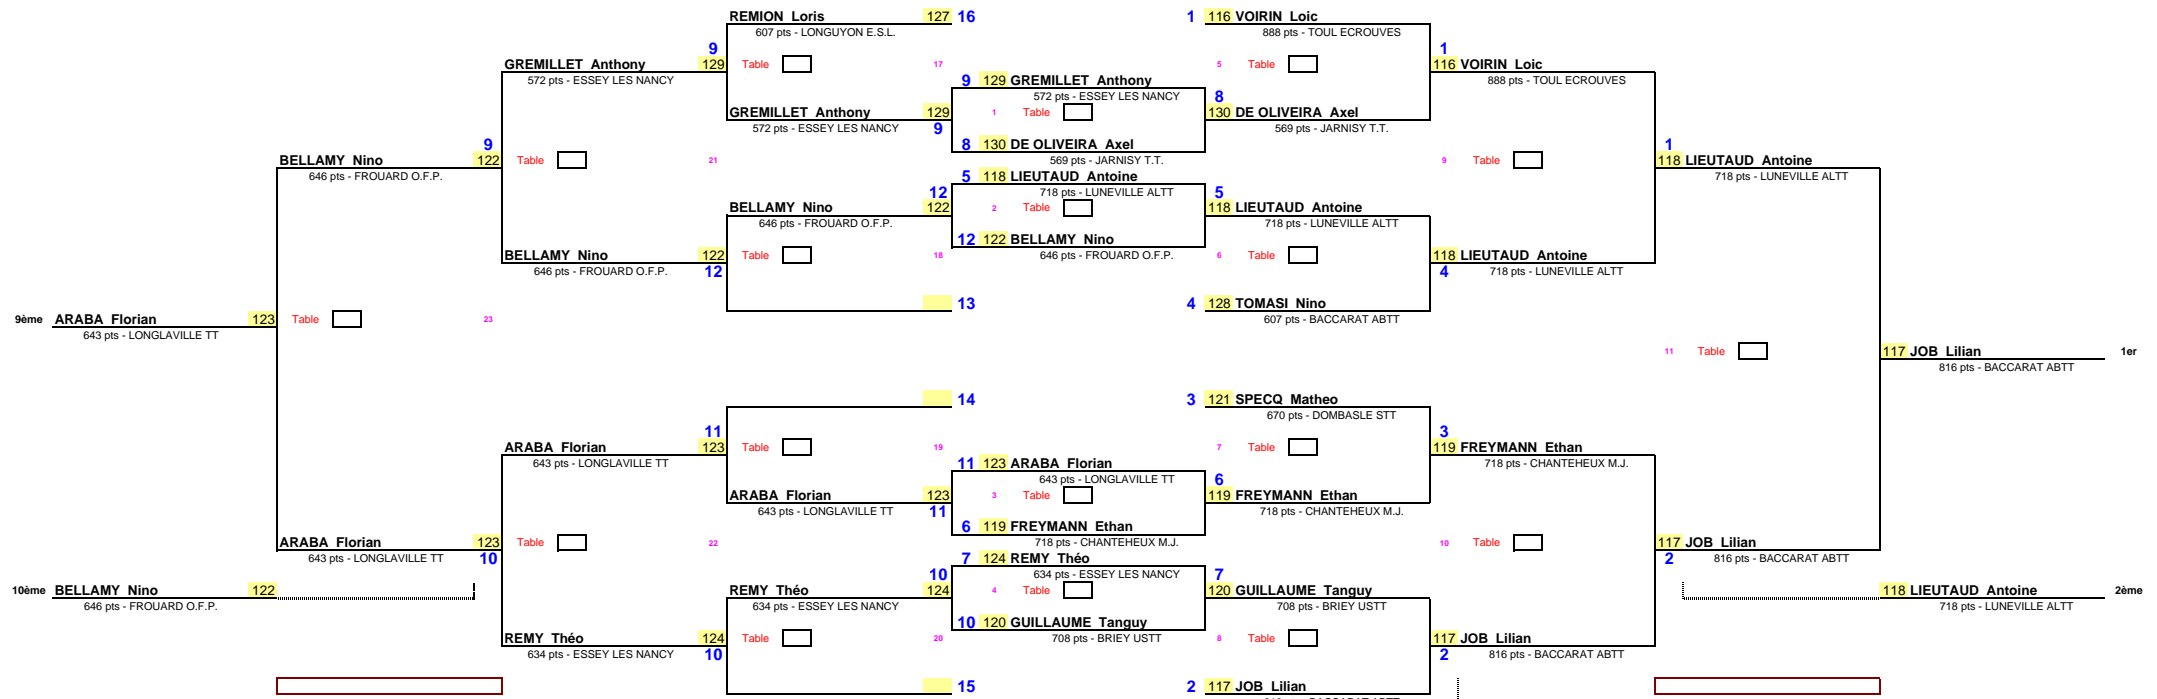 REMION Loris 127 16 1 116 VOIRIN Loic
607 pts - LONGUYON E.S.L. 888 pts - TOUL ECROUVES
9 1
GREMILLET Anthony 129 Table 17 5 Table 116 VOIRIN Loic
572 pts - ESSEY LES NANCY 9 129 GREMILLET Anthony 888 pts - TOUL ECROUVES
572 pts - ESSEY LES NANCY 8
GREMILLET Anthony 129 1 Table 130 DE OLIVEIRA Axel
572 pts - ESSEY LES NANCY 9 569 pts - JARNISY T.T.
9 8 130 DE OLIVEIRA Axel 1
BELLAMY Nino 122 Table 21 569 pts - JARNISY T.T. 9 Table 118 LIEUTAUD Antoine
646 pts - FROUARD O.F.P. 5 118 LIEUTAUD Antoine 718 pts - LUNEVILLE ALTT
12 718 pts - LUNEVILLE ALTT 5
BELLAMY Nino 122 2 Table 118 LIEUTAUD Antoine
646 pts - FROUARD O.F.P. 718 pts - LUNEVILLE ALTT
12 122 BELLAMY Nino
BELLAMY Nino 122 Table 18 646 pts - FROUARD O.F.P. 6 Table 118 LIEUTAUD Antoine
646 pts - FROUARD O.F.P. 12 4 718 pts - LUNEVILLE ALTT
13 4 128 TOMASI Nino
9ème ARABA Florian 123 Table 23 607 pts - BACCARAT ABTT
643 pts - LONGLAVILLE TT
11 Table 117 JOB Lilian 1er
816 pts - BACCARAT ABTT
14 3 121 SPECQ Matheo
670 pts - DOMBASLE STT
11 3
ARABA Florian 123 Table 19 7 Table 119 FREYMANN Ethan
643 pts - LONGLAVILLE TT 11 123 ARABA Florian 718 pts - CHANTEHEUX M.J.
643 pts - LONGLAVILLE TT 6
ARABA Florian 123 3 Table 119 FREYMANN Ethan
643 pts - LONGLAVILLE TT 11 718 pts - CHANTEHEUX M.J.
6 119 FREYMANN Ethan
ARABA Florian 123 Table 22 718 pts - CHANTEHEUX M.J. 10 Table 117 JOB Lilian
643 pts - LONGLAVILLE TT 10 7 124 REMY Théo 2 816 pts - BACCARAT ABTT
10 634 pts - ESSEY LES NANCY 7
10ème BELLAMY Nino 122 REMY Théo 124 4 Table 120 GUILLAUME Tanguy 118 LIEUTAUD Antoine 2ème
646 pts - FROUARD O.F.P. 634 pts - ESSEY LES NANCY 708 pts - BRIEY USTT 718 pts - LUNEVILLE ALTT
10 120 GUILLAUME Tanguy
REMY Théo 124 Table 20 708 pts - BRIEY USTT 8 Table 117 JOB Lilian
634 pts - ESSEY LES NANCY 10 2 816 pts - BACCARAT ABTT
15 2 117 JOB Lilian